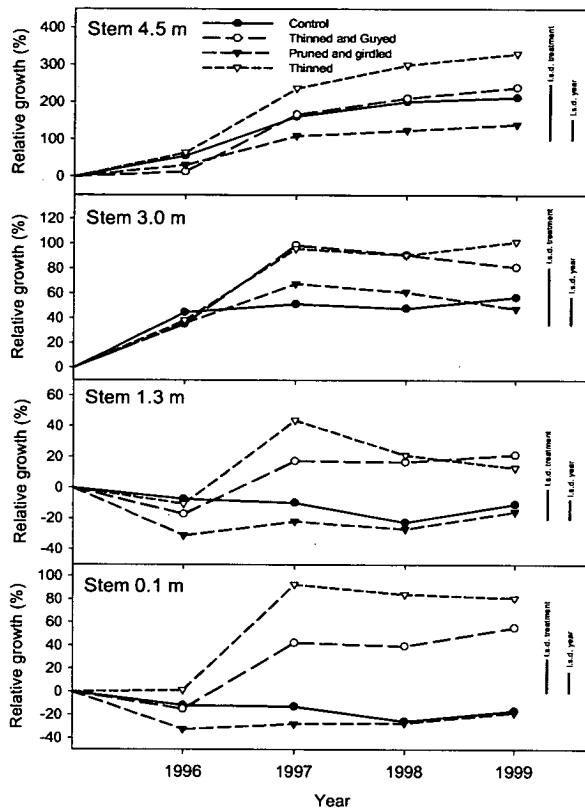 Control
Thinned and Guyed
Pruned and girdled
Thinned
Stem 4.5 m
Relative growth (%)
400
300
200
100
0
l.s.d. treatment
l.s.d. year
Stem 3.0 m
Relative growth (%)
120
100
80
60
40
20
0
l.s.d. treatment
l.s.d. year
Stem 1.3 m
Relative growth (%)
60
40
20
0
-20
-40
l.s.d. treatment
l.s.d. year
Stem 0.1 m
Relative growth (%)
100
80
60
40
20
0
-20
-40
l.s.d. treatment
l.s.d. year
1996
1997
1998
1999
Year